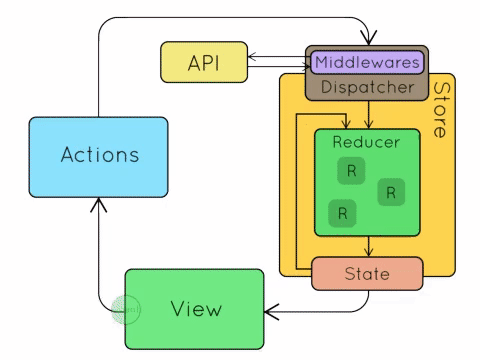 API
Middlewares
Dispatcher
Store
Actions
Reducer
R
R
R
State
View